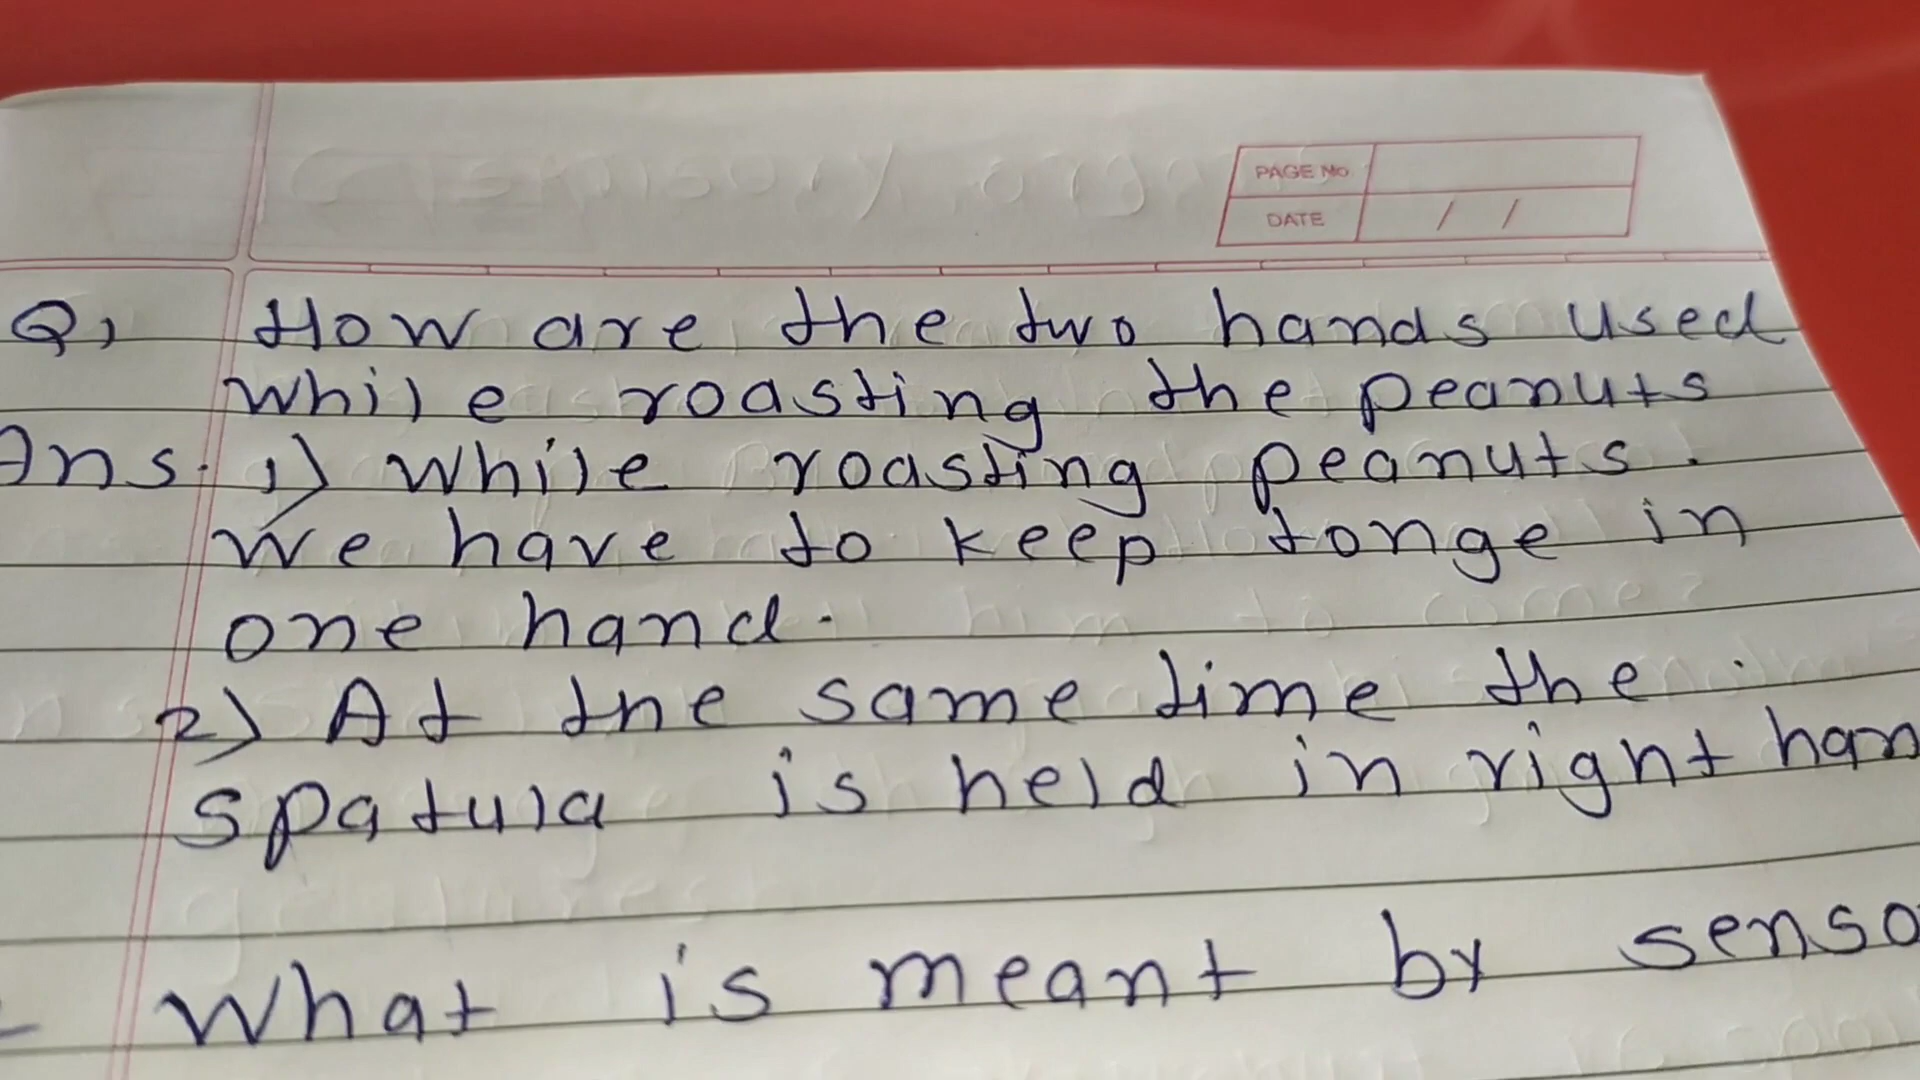 PAGE No.
DATE / /
Q, How are the two hands used
while roasting the peanuts
Ans. 1) While roasting peanuts.
We have to keep tonge in
one hand.
2) At the same time the.
spatula is held in right han
What is meant by senso